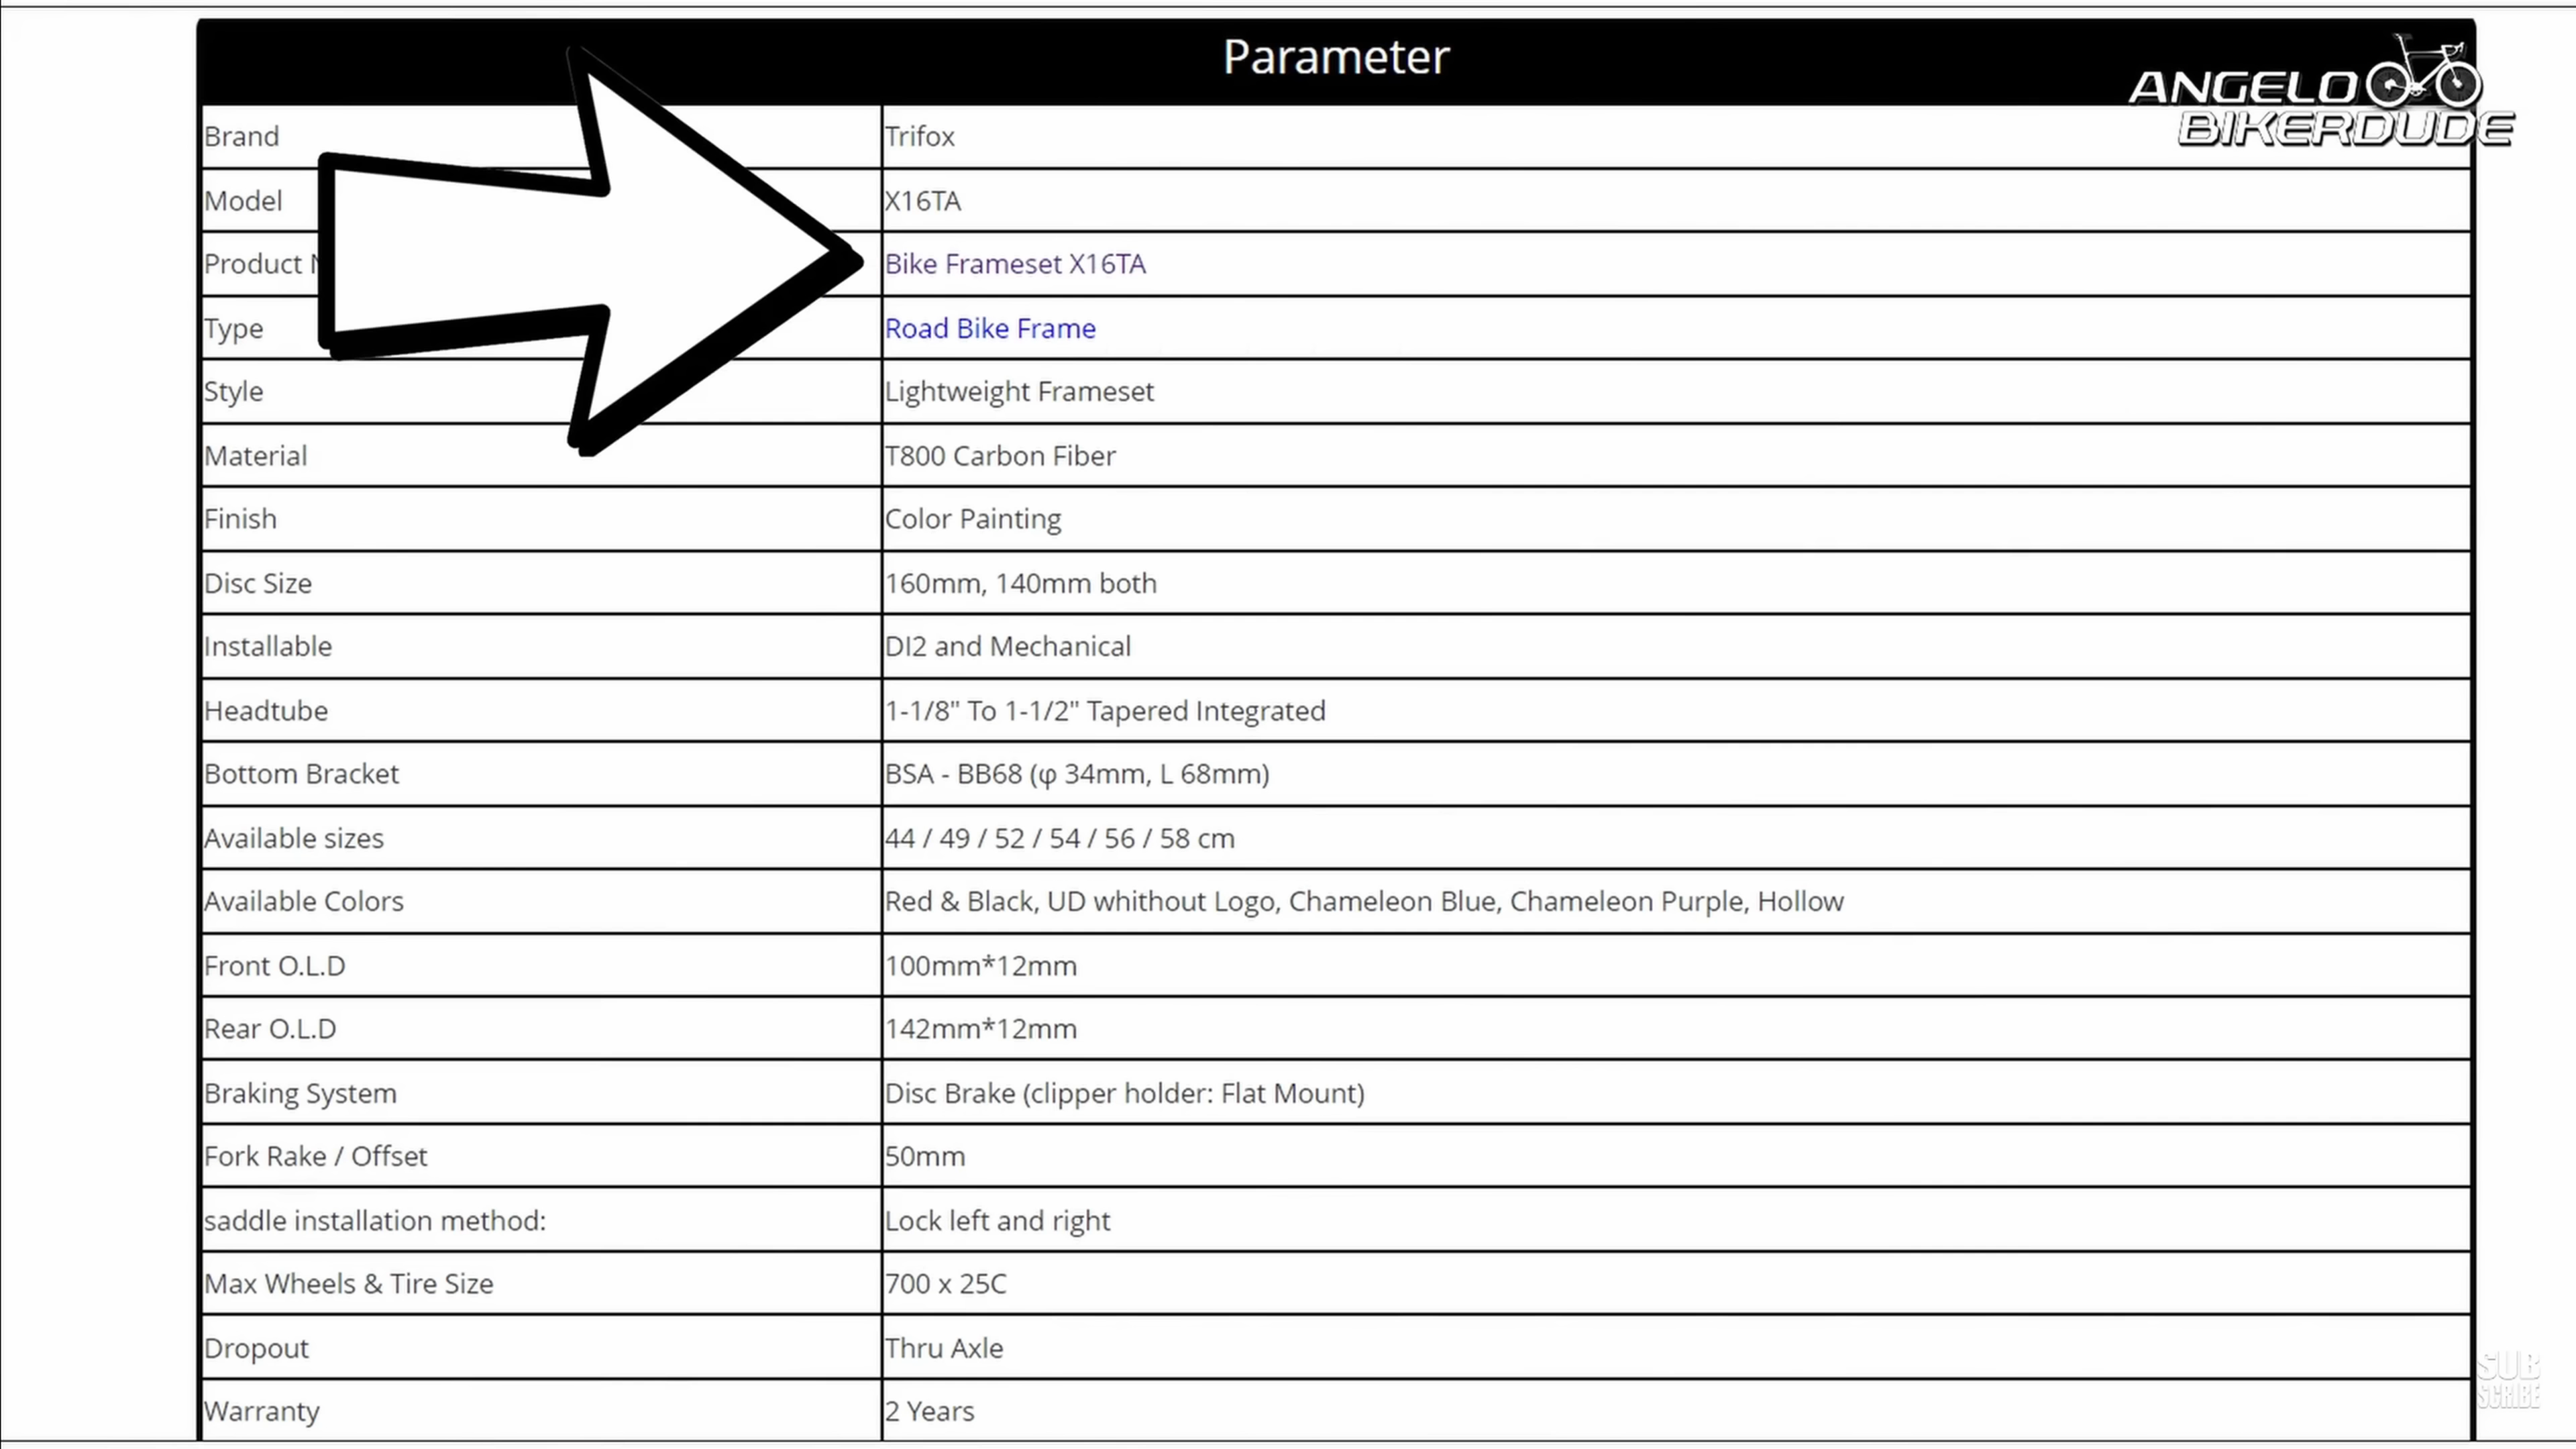 Parameter
ANGELO
BIKERDUDE
Brand Trifox
Model X16TA
Product Bike Frameset X16TA
Type Road Bike Frame
Style Lightweight Frameset
Material T800 Carbon Fiber
Finish Color Painting
Disc Size 160mm, 140mm both
Installable DI2 and Mechanical
Headtube 1-1/8" To 1-1/2" Tapered Integrated
Bottom Bracket BSA - BB68 (φ 34mm, L 68mm)
Available sizes 44 / 49 / 52 / 54 / 56 / 58 cm
Available Colors Red & Black, UD whithout Logo, Chameleon Blue, Chameleon Purple, Hollow
Front O.L.D 100mm*12mm
Rear O.L.D 142mm*12mm
Braking System Disc Brake (clipper holder: Flat Mount)
Fork Rake / Offset 50mm
saddle installation method: Lock left and right
Max Wheels & Tire Size 700 x 25C
Dropout Thru Axle
Warranty 2 Years
SUB
SCRIBE